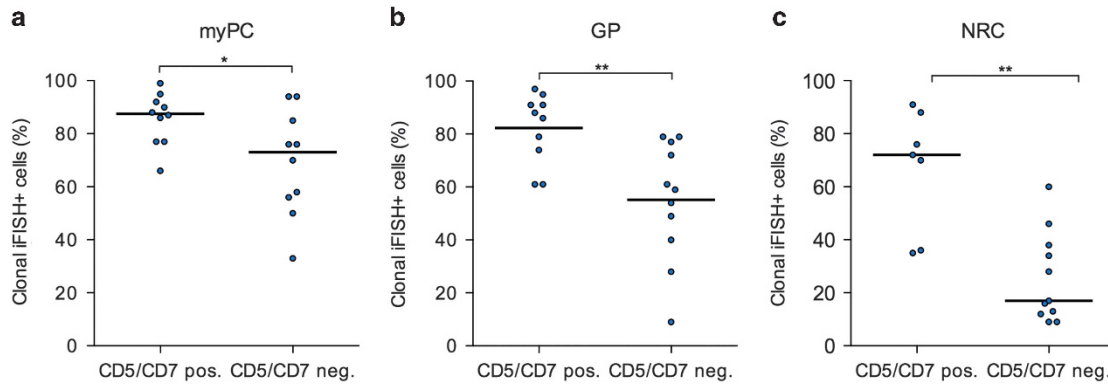 a
myPC
*
Clonal iFISH+ cells (%)
100
80
60
40
20
0
CD5/CD7 pos. CD5/CD7 neg.
b
GP
**
Clonal iFISH+ cells (%)
100
80
60
40
20
0
CD5/CD7 pos. CD5/CD7 neg.
c
NRC
**
Clonal iFISH+ cells (%)
100
80
60
40
20
0
CD5/CD7 pos. CD5/CD7 neg.